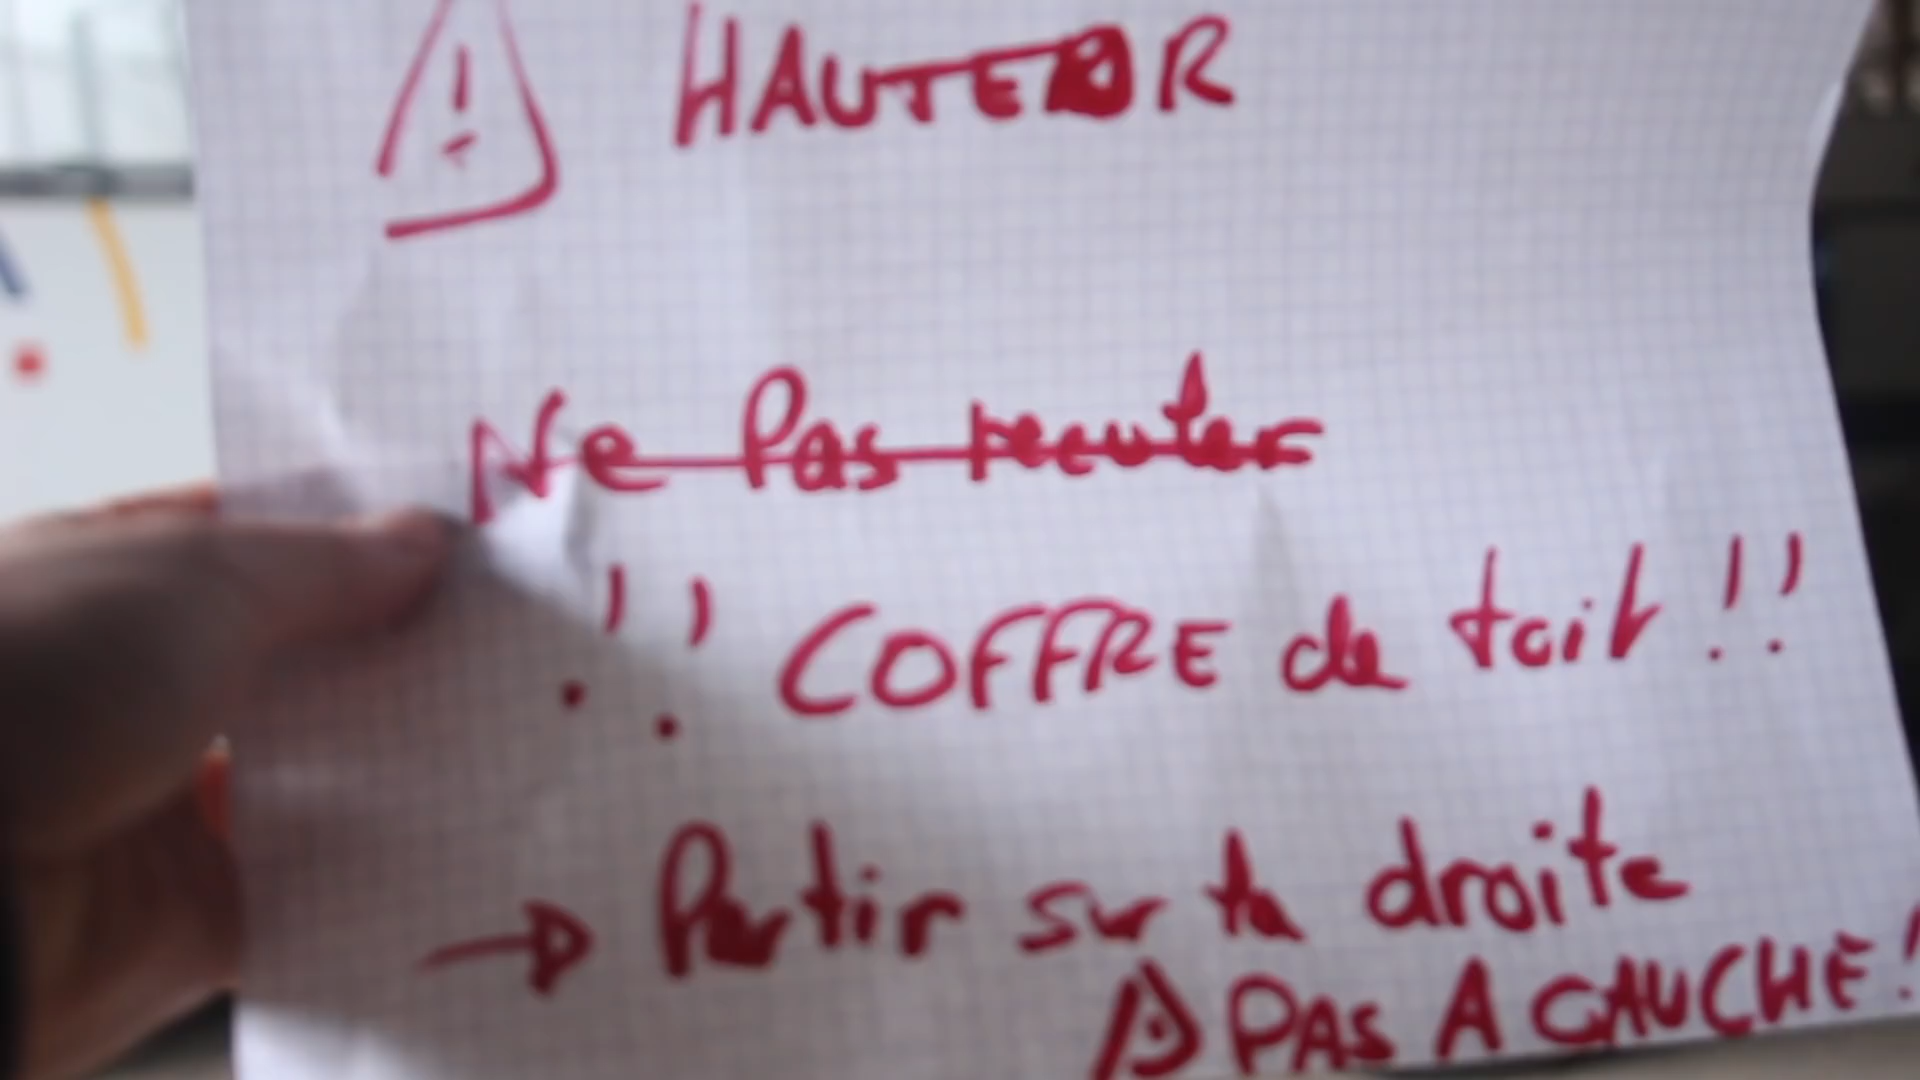 ! HAUTEUR
Ne Pas reculer
!! COFFRE de toit !!
→ Partir sur ta droite
! PAS A GAUCHE !